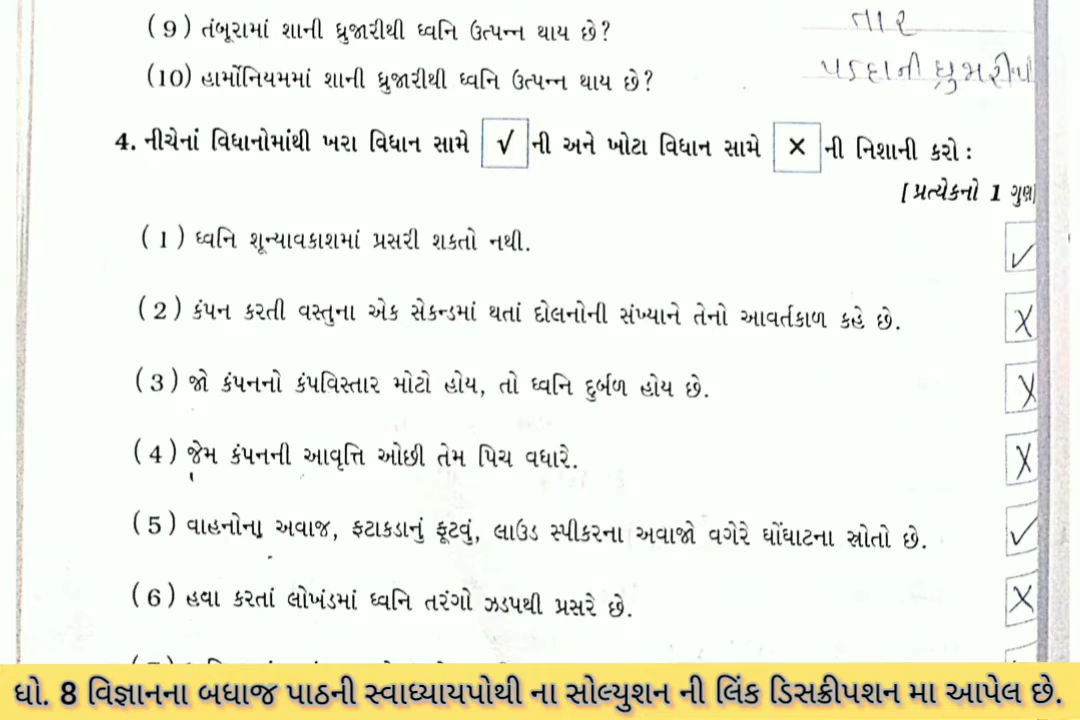 (9) તંબૂરામાં શાની ધ્રુજારીથી ધ્વનિ ઉત્પન્ન થાય છે? તાર
(10) હાર્મોનિયમમાં શાની ધ્રુજારીથી ધ્વનિ ઉત્પન્ન થાય છે? પડદાની
4. નીચેનાં વિધાનોમાંથી ખરા વિધાન સામે √ ની અને ખોટા વિધાન સામે × ની નિશાની કરો :
[પ્રત્યેકનો 1 ગુણ
(1) ધ્વનિ શૂન્યાવકાશમાં પ્રસરી શકતો નથી. ✓
(2) કંપન કરતી વસ્તુના એક સેકન્ડમાં થતાં દોલનોની સંખ્યાને તેનો આવર્તકાળ કહે છે. X
(3) જો કંપનનો કંપવિસ્તાર મોટો હોય, તો ધ્વનિ દુર્બળ હોય છે. X
(4) જેમ કંપનની આવૃત્તિ ઓછી તેમ પિચ વધારે. X
(5) વાહનોના અવાજ, ફટાકડાનું ફૂટવું, લાઉડ સ્પીકરના અવાજો વગેરે ઘોંઘાટના સ્રોતો છે. ✓
(6) હવા કરતાં લોખંડમાં ધ્વનિ તરંગો ઝડપથી પ્રસરે છે. X
ધો. 8 વિજ્ઞાનના બધાજ પાઠની સ્વાધ્યાયપોથી ના સોલ્યુશન ની લિંક ડિસક્રીપશન મા આપેલ છે.